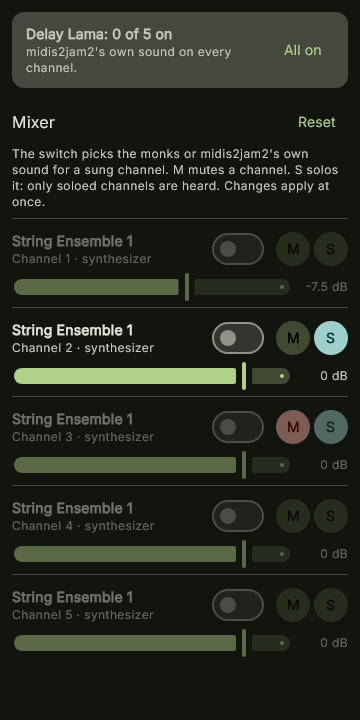 Delay Lama: 0 of 5 on
midis2jam2's own sound on every
channel.
All on
Mixer
Reset
The switch picks the monks or midis2jam2's own
sound for a sung channel. M mutes a channel. S solos
it: only soloed channels are heard. Changes apply at
once.
String Ensemble 1
Channel 1 · synthesizer
M S
-7.5 dB
String Ensemble 1
Channel 2 · synthesizer
M S
0 dB
String Ensemble 1
Channel 3 · synthesizer
M S
0 dB
String Ensemble 1
Channel 4 · synthesizer
M S
0 dB
String Ensemble 1
Channel 5 · synthesizer
M S
0 dB